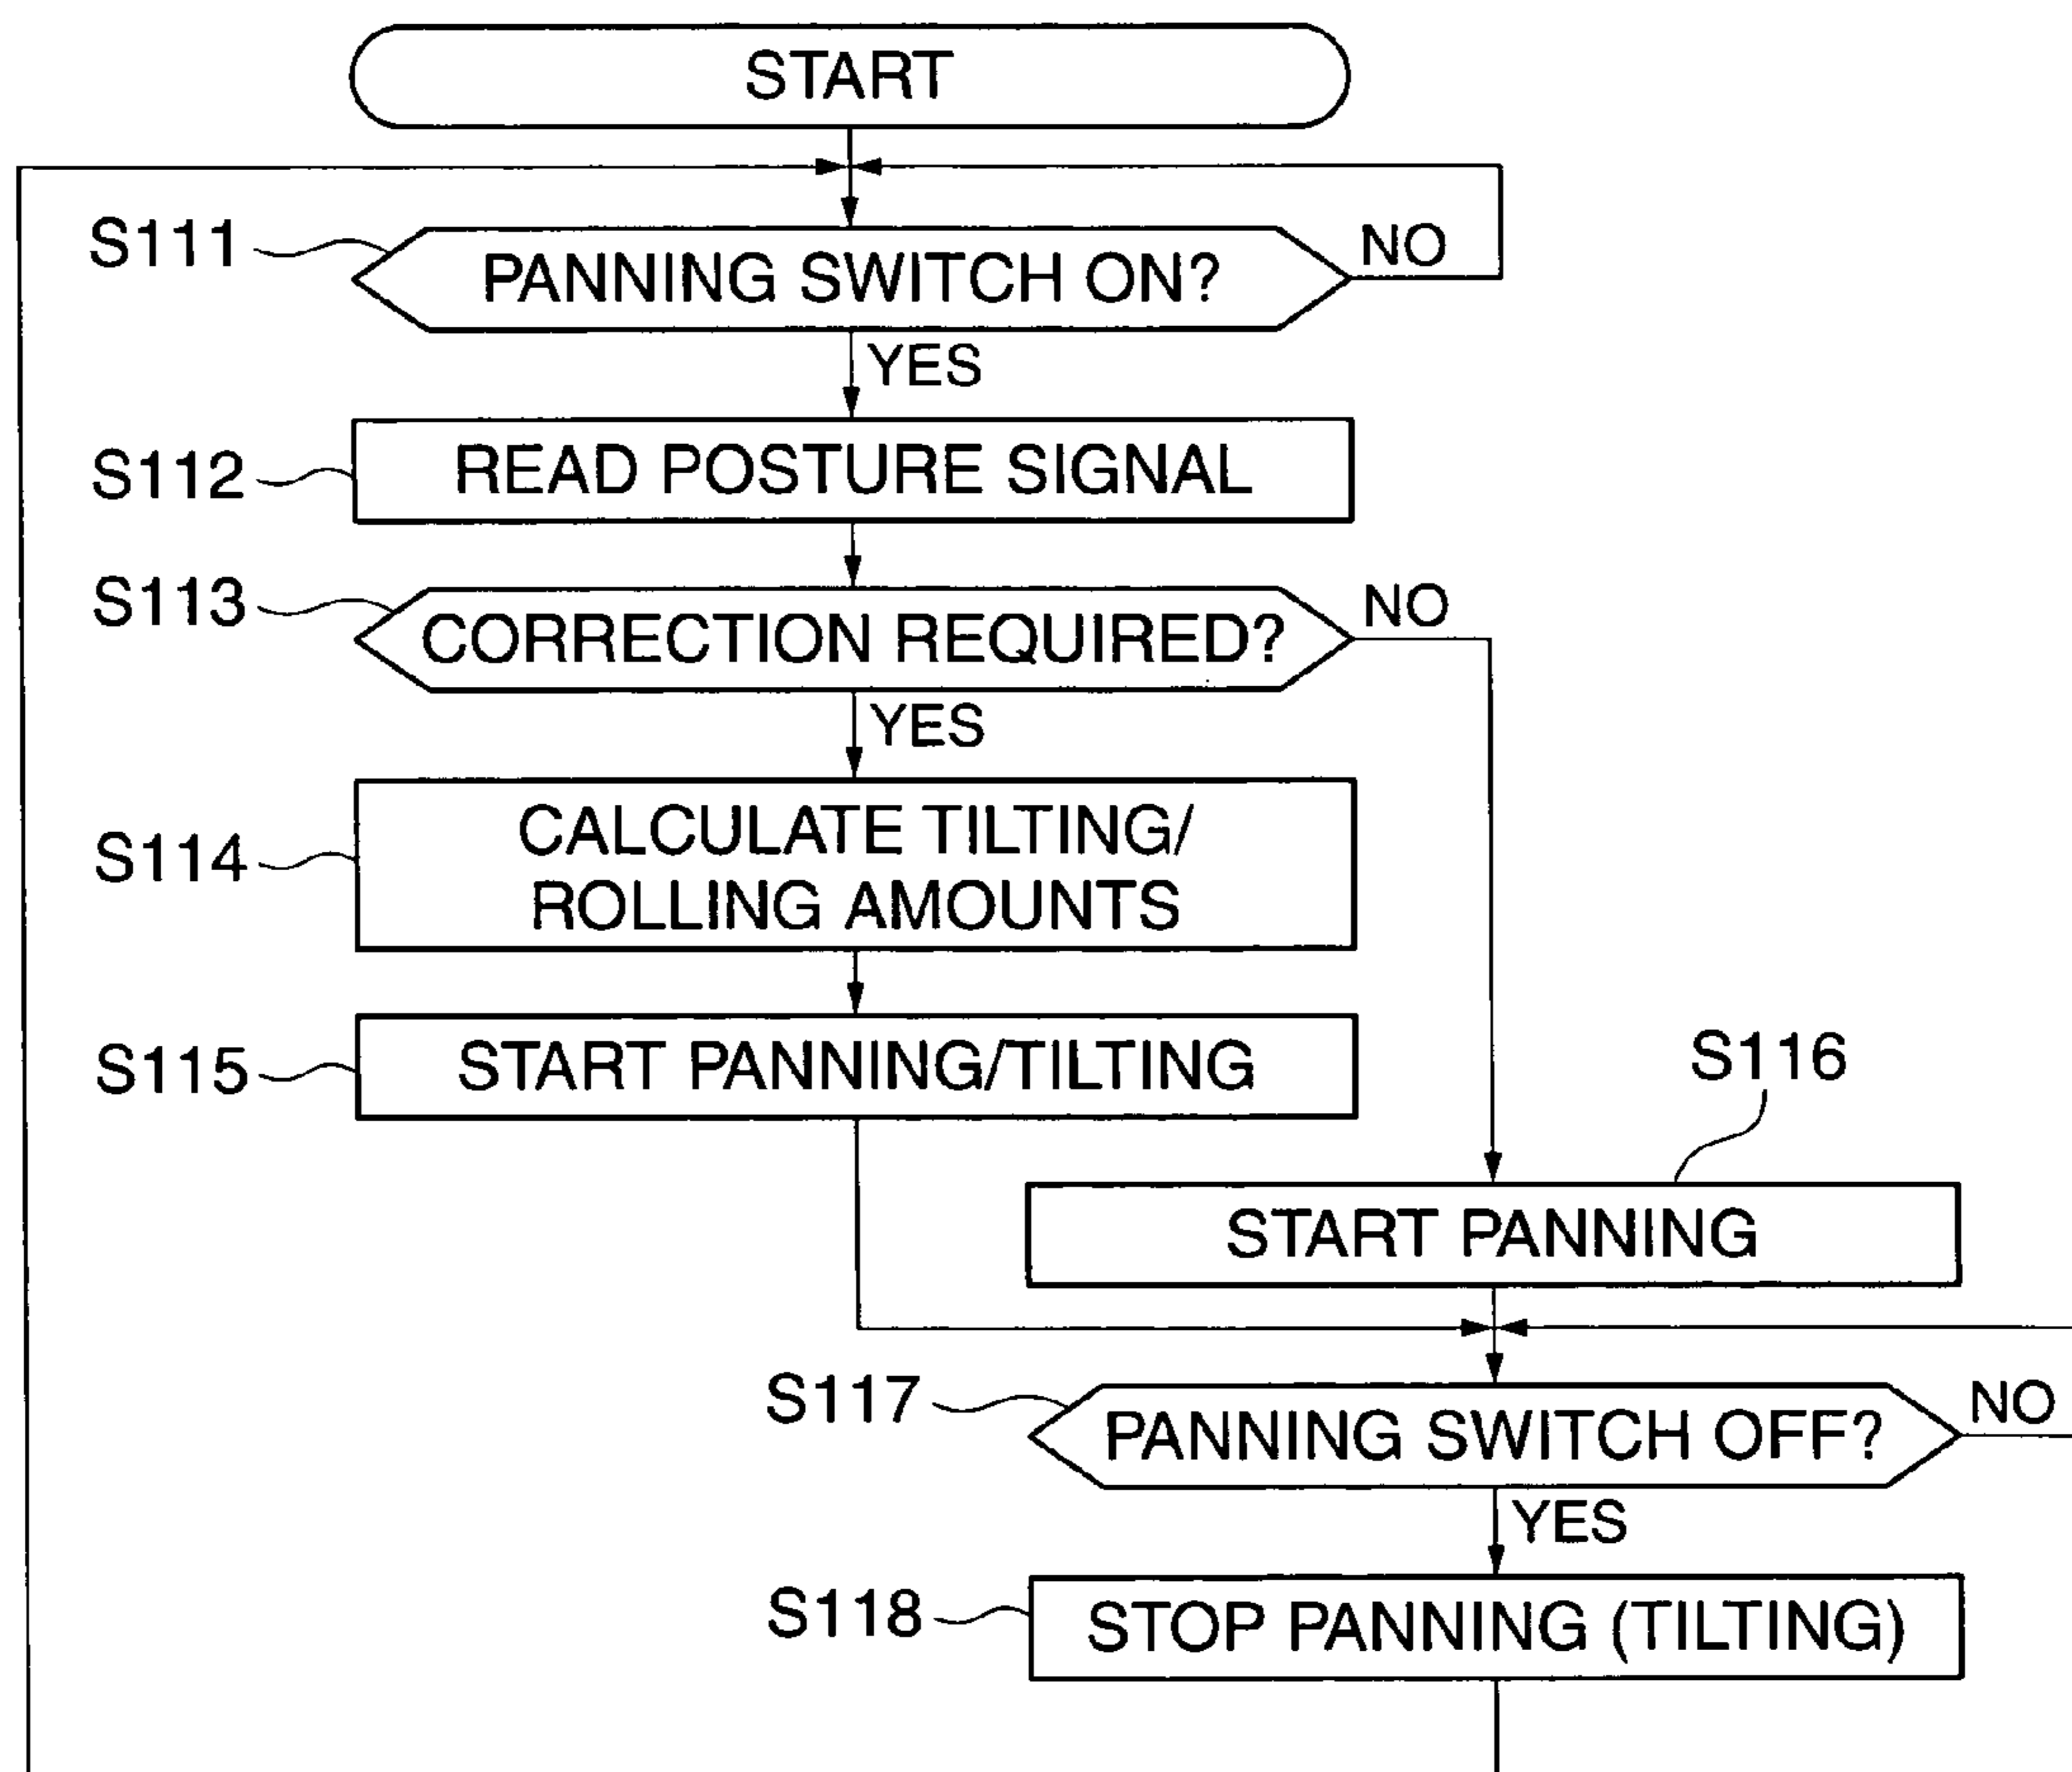 START
S111
PANNING SWITCH ON?
NO
YES
S112
READ POSTURE SIGNAL
S113
CORRECTION REQUIRED?
NO
YES
S114
CALCULATE TILTING/
ROLLING AMOUNTS
S115
START PANNING/TILTING
S116
START PANNING
S117
PANNING SWITCH OFF?
NO
YES
S118
STOP PANNING (TILTING)